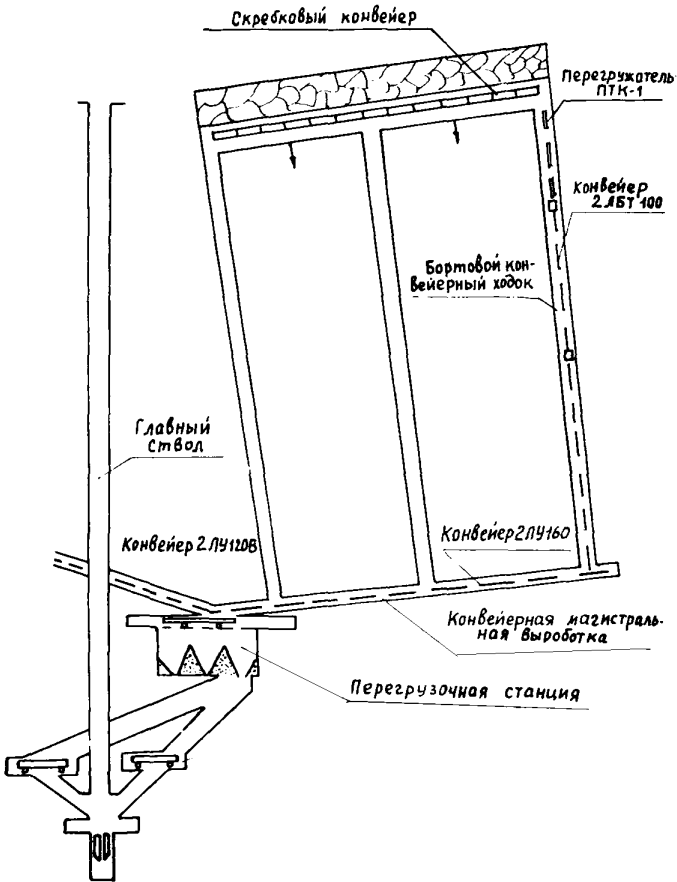 Скребковый конвейер
Перегружатель
ПТК-1
Конвейер
2ЛБТ 100
Бортовой кон-
вейерный ходок
Главный
ствол
Конвейер 2ЛУ120В
Конвейер 2ЛУ160
Конвейерная магистраль-
ная выроботка
Перегрузочная станция